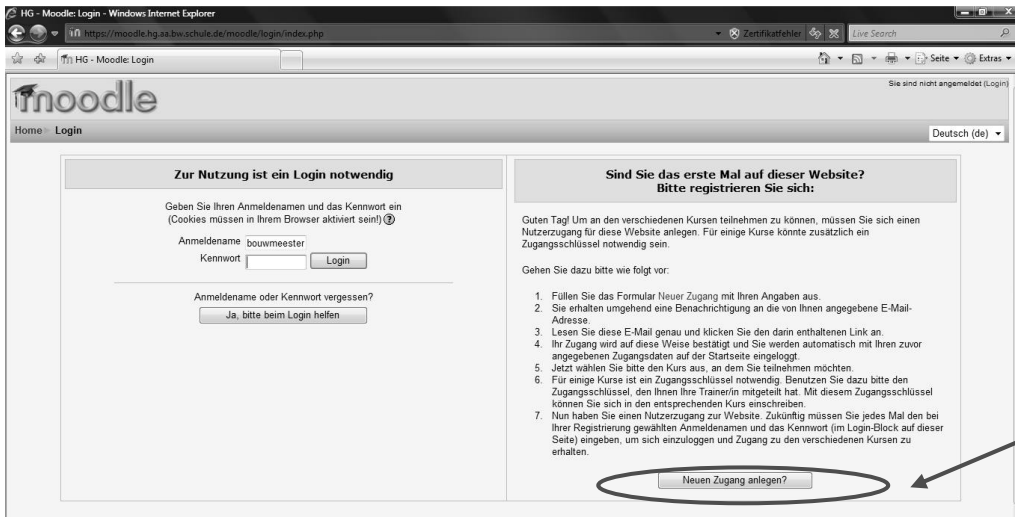 HG - Moodle: Login - Windows Internet Explorer
https://moodle.hg.aa.bw.schule.de/moodle/login/index.php
Zertifikatfehler
Live Search
HG - Moodle: Login
Seite
Extras
moodle
Sie sind nicht angemeldet (Login)
Home Login
Deutsch (de)
Zur Nutzung ist ein Login notwendig
Geben Sie Ihren Anmeldenamen und das Kennwort ein
(Cookies müssen in Ihrem Browser aktiviert sein!)
Anmeldename bouwmeester
Kennwort Login
Anmeldename oder Kennwort vergessen?
Ja, bitte beim Login helfen
Sind Sie das erste Mal auf dieser Website?
Bitte registrieren Sie sich:
Guten Tag! Um an den verschiedenen Kursen teilnehmen zu können, müssen Sie sich einen
Nutzerzugang für diese Website anlegen. Für einige Kurse könnte zusätzlich ein
Zugangsschlüssel notwendig sein.
Gehen Sie dazu bitte wie folgt vor:
1. Füllen Sie das Formular Neuer Zugang mit Ihren Angaben aus.
2. Sie erhalten umgehend eine Benachrichtigung an die von Ihnen angegebene E-Mail-
Adresse.
3. Lesen Sie diese E-Mail genau und klicken Sie den darin enthaltenen Link an.
4. Ihr Zugang wird auf diese Weise bestätigt und Sie werden automatisch mit Ihren zuvor
angegebenen Zugangsdaten auf der Startseite eingeloggt.
5. Jetzt wählen Sie bitte den Kurs aus, an dem Sie teilnehmen möchten.
6. Für einige Kurse ist ein Zugangsschlüssel notwendig. Benutzen Sie dazu bitte den
Zugangsschlüssel, den Ihnen Ihre Trainer/in mitgeteilt hat. Mit diesem Zugangsschlüssel
können Sie sich in den entsprechenden Kurs einschreiben.
7. Nun haben Sie einen Nutzerzugang zur Website. Zukünftig müssen Sie jedes Mal den bei
Ihrer Registrierung gewählten Anmeldenamen und das Kennwort (im Login-Block auf dieser
Seite) eingeben, um sich einzuloggen und Zugang zu den verschiedenen Kursen zu
erhalten.
Neuen Zugang anlegen?